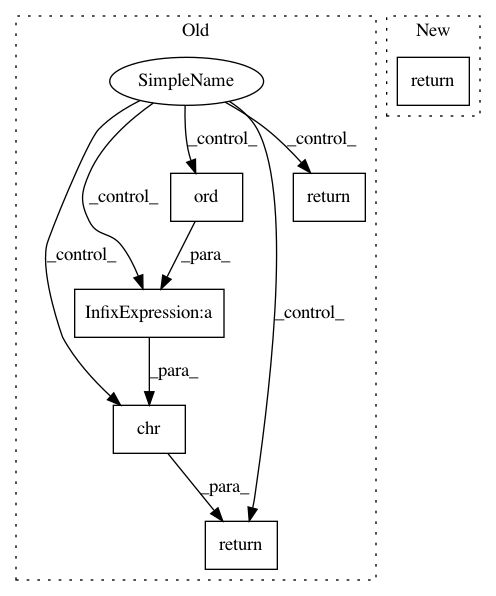 Old
New
SimpleName
return
_control_
_control_
ord
return
_control_
_para_
_control_
_control_
InfixExpression:a
_para_
chr
_para_
return